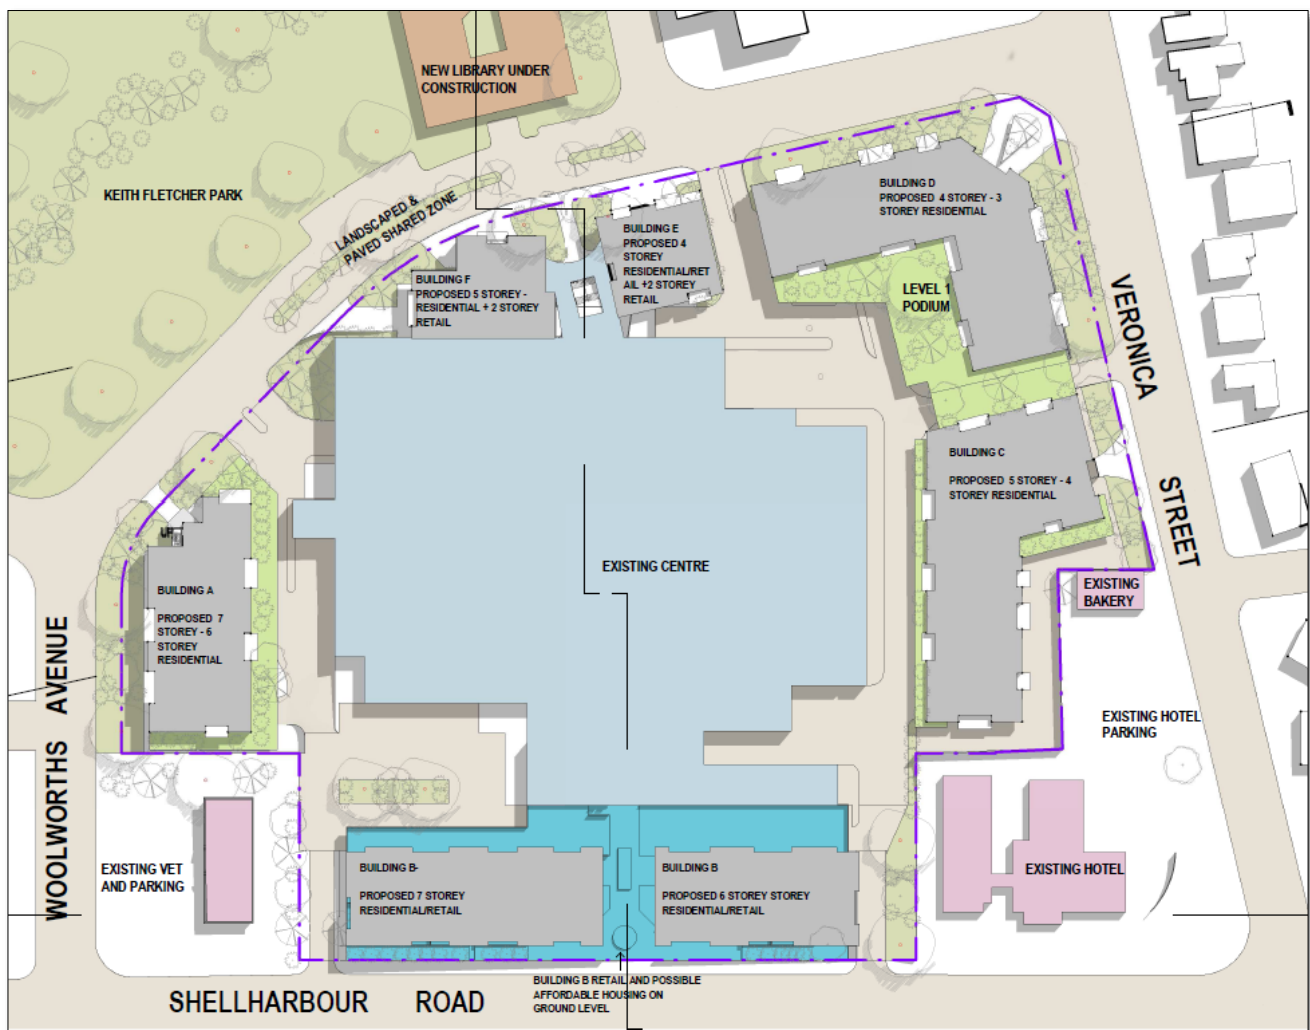 NEW LIBRARY UNDER
CONSTRUCTION
KEITH FLETCHER PARK
LANDSCAPED &
PAVED SHARED ZONE
BUILDING D
PROPOSED 4 STOREY - 3
STOREY RESIDENTIAL
BUILDING E
PROPOSED 4
STOREY
RESIDENTIAL/RET
AIL +2 STOREY
RETAIL
BUILDING F
PROPOSED 5 STOREY -
RESIDENTIAL + 2 STOREY
RETAIL
LEVEL 1
PODIUM
VERONICA
STREET
BUILDING C
PROPOSED 5 STOREY - 4
STOREY RESIDENTIAL
UP
EXISTING CENTRE
EXISTING
BAKERY
BUILDING A
PROPOSED 7
STOREY - 6
STOREY
RESIDENTIAL
WOOLWORTHS AVENUE
EXISTING HOTEL
PARKING
EXISTING VET
AND PARKING
BUILDING B-
PROPOSED 7 STOREY
RESIDENTIAL/RETAIL
BUILDING B
PROPOSED 6 STOREY STOREY
RESIDENTIAL/RETAIL
EXISTING HOTEL
BUILDING B RETAIL AND POSSIBLE
AFFORDABLE HOUSING ON
GROUND LEVEL
SHELLHARBOUR ROAD